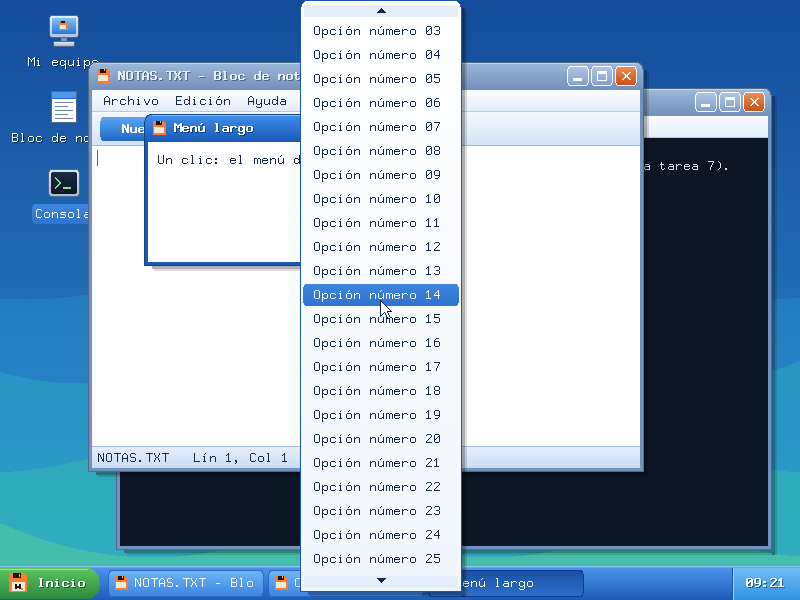 Mi equipo
Bloc de no
Consola
NOTAS.TXT - Bloc de not
Archivo Edición Ayuda
Nue
Menú largo
Un clic: el menú d
a tarea 7).
Opción número 03
Opción número 04
Opción número 05
Opción número 06
Opción número 07
Opción número 08
Opción número 09
Opción número 10
Opción número 11
Opción número 12
Opción número 13
Opción número 14
Opción número 15
Opción número 16
Opción número 17
Opción número 18
Opción número 19
Opción número 20
Opción número 21
Opción número 22
Opción número 23
Opción número 24
Opción número 25
NOTAS.TXT Lín 1, Col 1
Inicio
NOTAS.TXT - Blo
enú largo
09:21